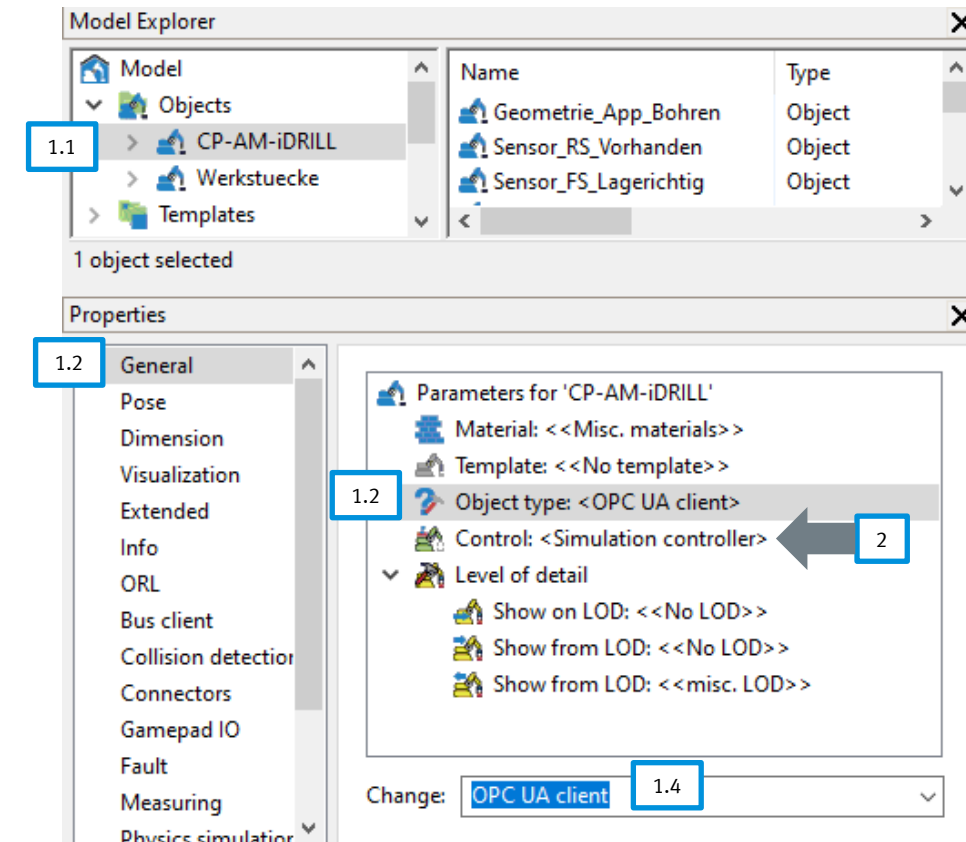 Model Explorer
Model
Name Type
Objects
Geometrie_App_Bohren Object
1.1
CP-AM-iDRILL
Sensor_RS_Vorhanden Object
Werkstuecke
Sensor_FS_Lagerichtig Object
Templates
1 object selected
Properties
1.2
General
Pose
Dimension
Visualization
Extended
Info
ORL
Bus client
Collision detection
Connectors
Gamepad IO
Fault
Measuring
Physics simulation
Parameters for 'CP-AM-iDRILL'
Material: <<Misc. materials>>
Template: <<No template>>
1.2
Object type: <OPC UA client>
Control: <Simulation controller>
2
Level of detail
Show on LOD: <<No LOD>>
Show from LOD: <<No LOD>>
Show from LOD: <<misc. LOD>>
Change: OPC UA client
1.4